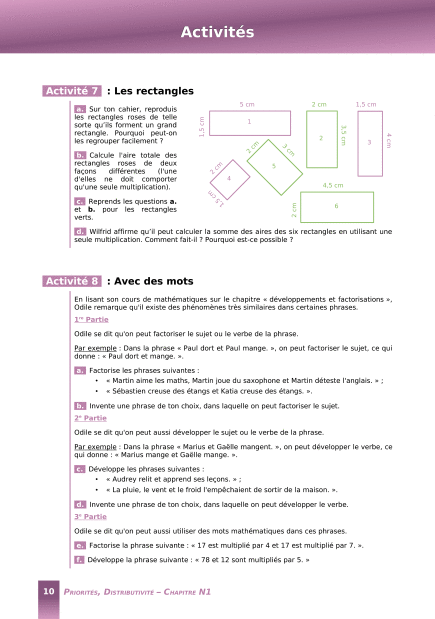 Activités
Activité 7 : Les rectangles
a. Sur ton cahier, reproduis
les rectangles roses de telle
sorte qu'ils forment un grand
rectangle. Pourquoi peut-on
les regrouper facilement ?
b. Calcule l'aire totale des
rectangles roses de deux
façons différentes (l'une
d'elles ne doit comporter
qu'une seule multiplication).
c. Reprends les questions a.
et b. pour les rectangles
verts.
5 cm
2 cm
1,5 cm
1,5 cm
1
2
3,5 cm
3
4 cm
2 cm
3 cm
5
2 cm
4
1,5 cm
4,5 cm
2 cm
6
d. Wilfrid affirme qu'il peut calculer la somme des aires des six rectangles en utilisant une
seule multiplication. Comment fait-il ? Pourquoi est-ce possible ?
Activité 8 : Avec des mots
En lisant son cours de mathématiques sur le chapitre « développements et factorisations »,
Odile remarque qu'il existe des phénomènes très similaires dans certaines phrases.
1re Partie
Odile se dit qu'on peut factoriser le sujet ou le verbe de la phrase.
Par exemple : Dans la phrase « Paul dort et Paul mange. », on peut factoriser le sujet, ce qui
donne : « Paul dort et mange. ».
a. Factorise les phrases suivantes :
• « Martin aime les maths, Martin joue du saxophone et Martin déteste l'anglais. » ;
• « Sébastien creuse des étangs et Katia creuse des étangs. ».
b. Invente une phrase de ton choix, dans laquelle on peut factoriser le sujet.
2e Partie
Odile se dit qu'on peut aussi développer le sujet ou le verbe de la phrase.
Par exemple : Dans la phrase « Marius et Gaëlle mangent. », on peut développer le verbe, ce
qui donne : « Marius mange et Gaëlle mange. ».
c. Développe les phrases suivantes :
• « Audrey relit et apprend ses leçons. » ;
• « La pluie, le vent et le froid l'empêchaient de sortir de la maison. ».
d. Invente une phrase de ton choix, dans laquelle on peut développer le verbe.
3e Partie
Odile se dit qu'on peut aussi utiliser des mots mathématiques dans ces phrases.
e. Factorise la phrase suivante : « 17 est multiplié par 4 et 17 est multiplié par 7. ».
f. Développe la phrase suivante : « 78 et 12 sont multipliés par 5. »
10 Priorités, Distributivité – Chapitre N1